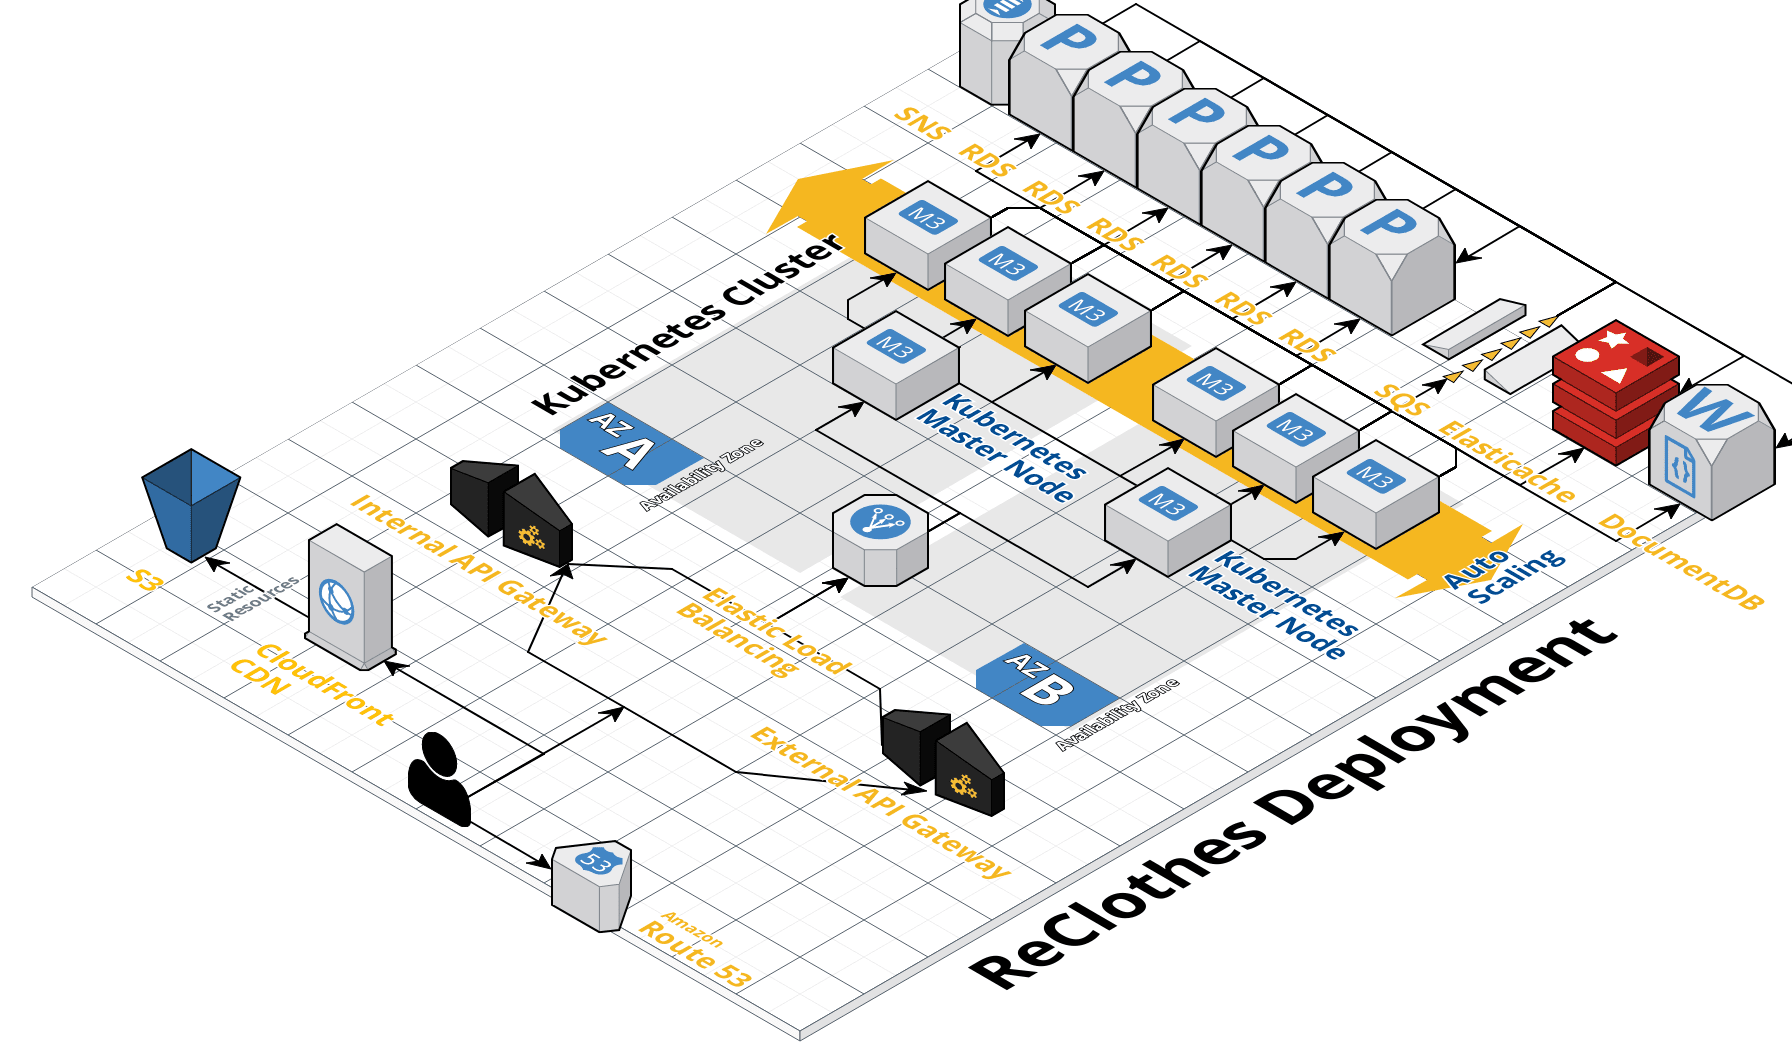 P
P
P
P
P
P
SNS
RDS
RDS
RDS
RDS
RDS
RDS
SQS
Elasticache
W
{}
DocumentDB
M3
M3
M3
M3
M3
M3
M3
M3
Kubernetes Cluster
Kubernetes
Master Node
Kubernetes
Master Node
Auto
Scaling
AZ
A
Availability Zone
AZ
B
Availability Zone
Internal API Gateway
S3
Static
Resources
CloudFront
CDN
Elastic Load
Balancing
External API Gateway
53
Amazon
Route 53
ReClothes Deployment